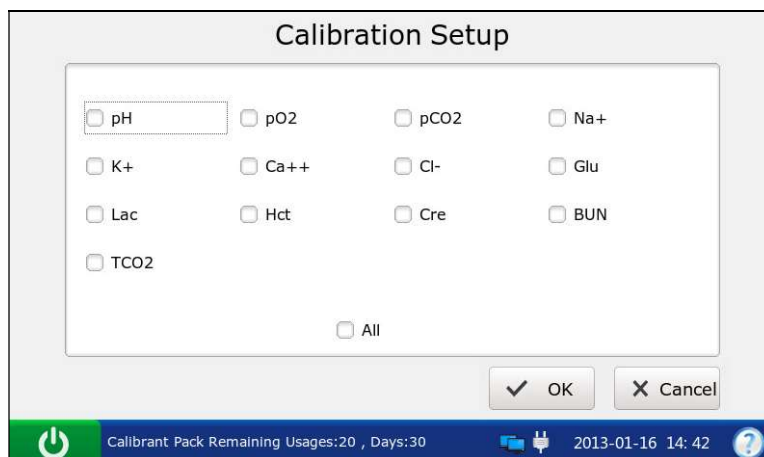 Calibration Setup
pH pO2 pCO2 Na+
K+ Ca++ Cl- Glu
Lac Hct Cre BUN
TCO2
All
OK Cancel
Calibrant Pack Remaining Usages:20 , Days:30 2013-01-16 14: 42 ?